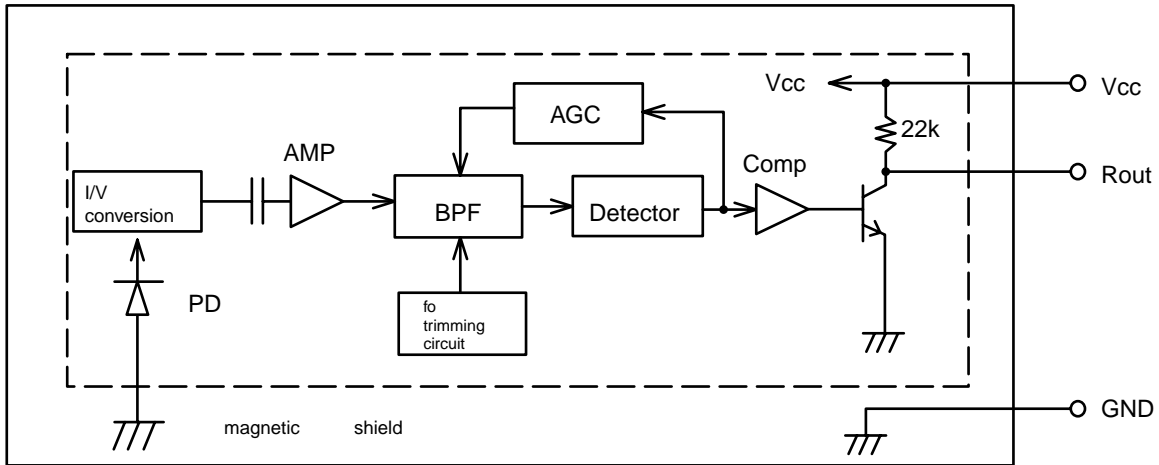 Vcc
Vcc
AGC
22k
AMP
Comp
Rout
I/V
conversion
BPF
Detector
PD
fo
trimming
circuit
GND
magnetic shield